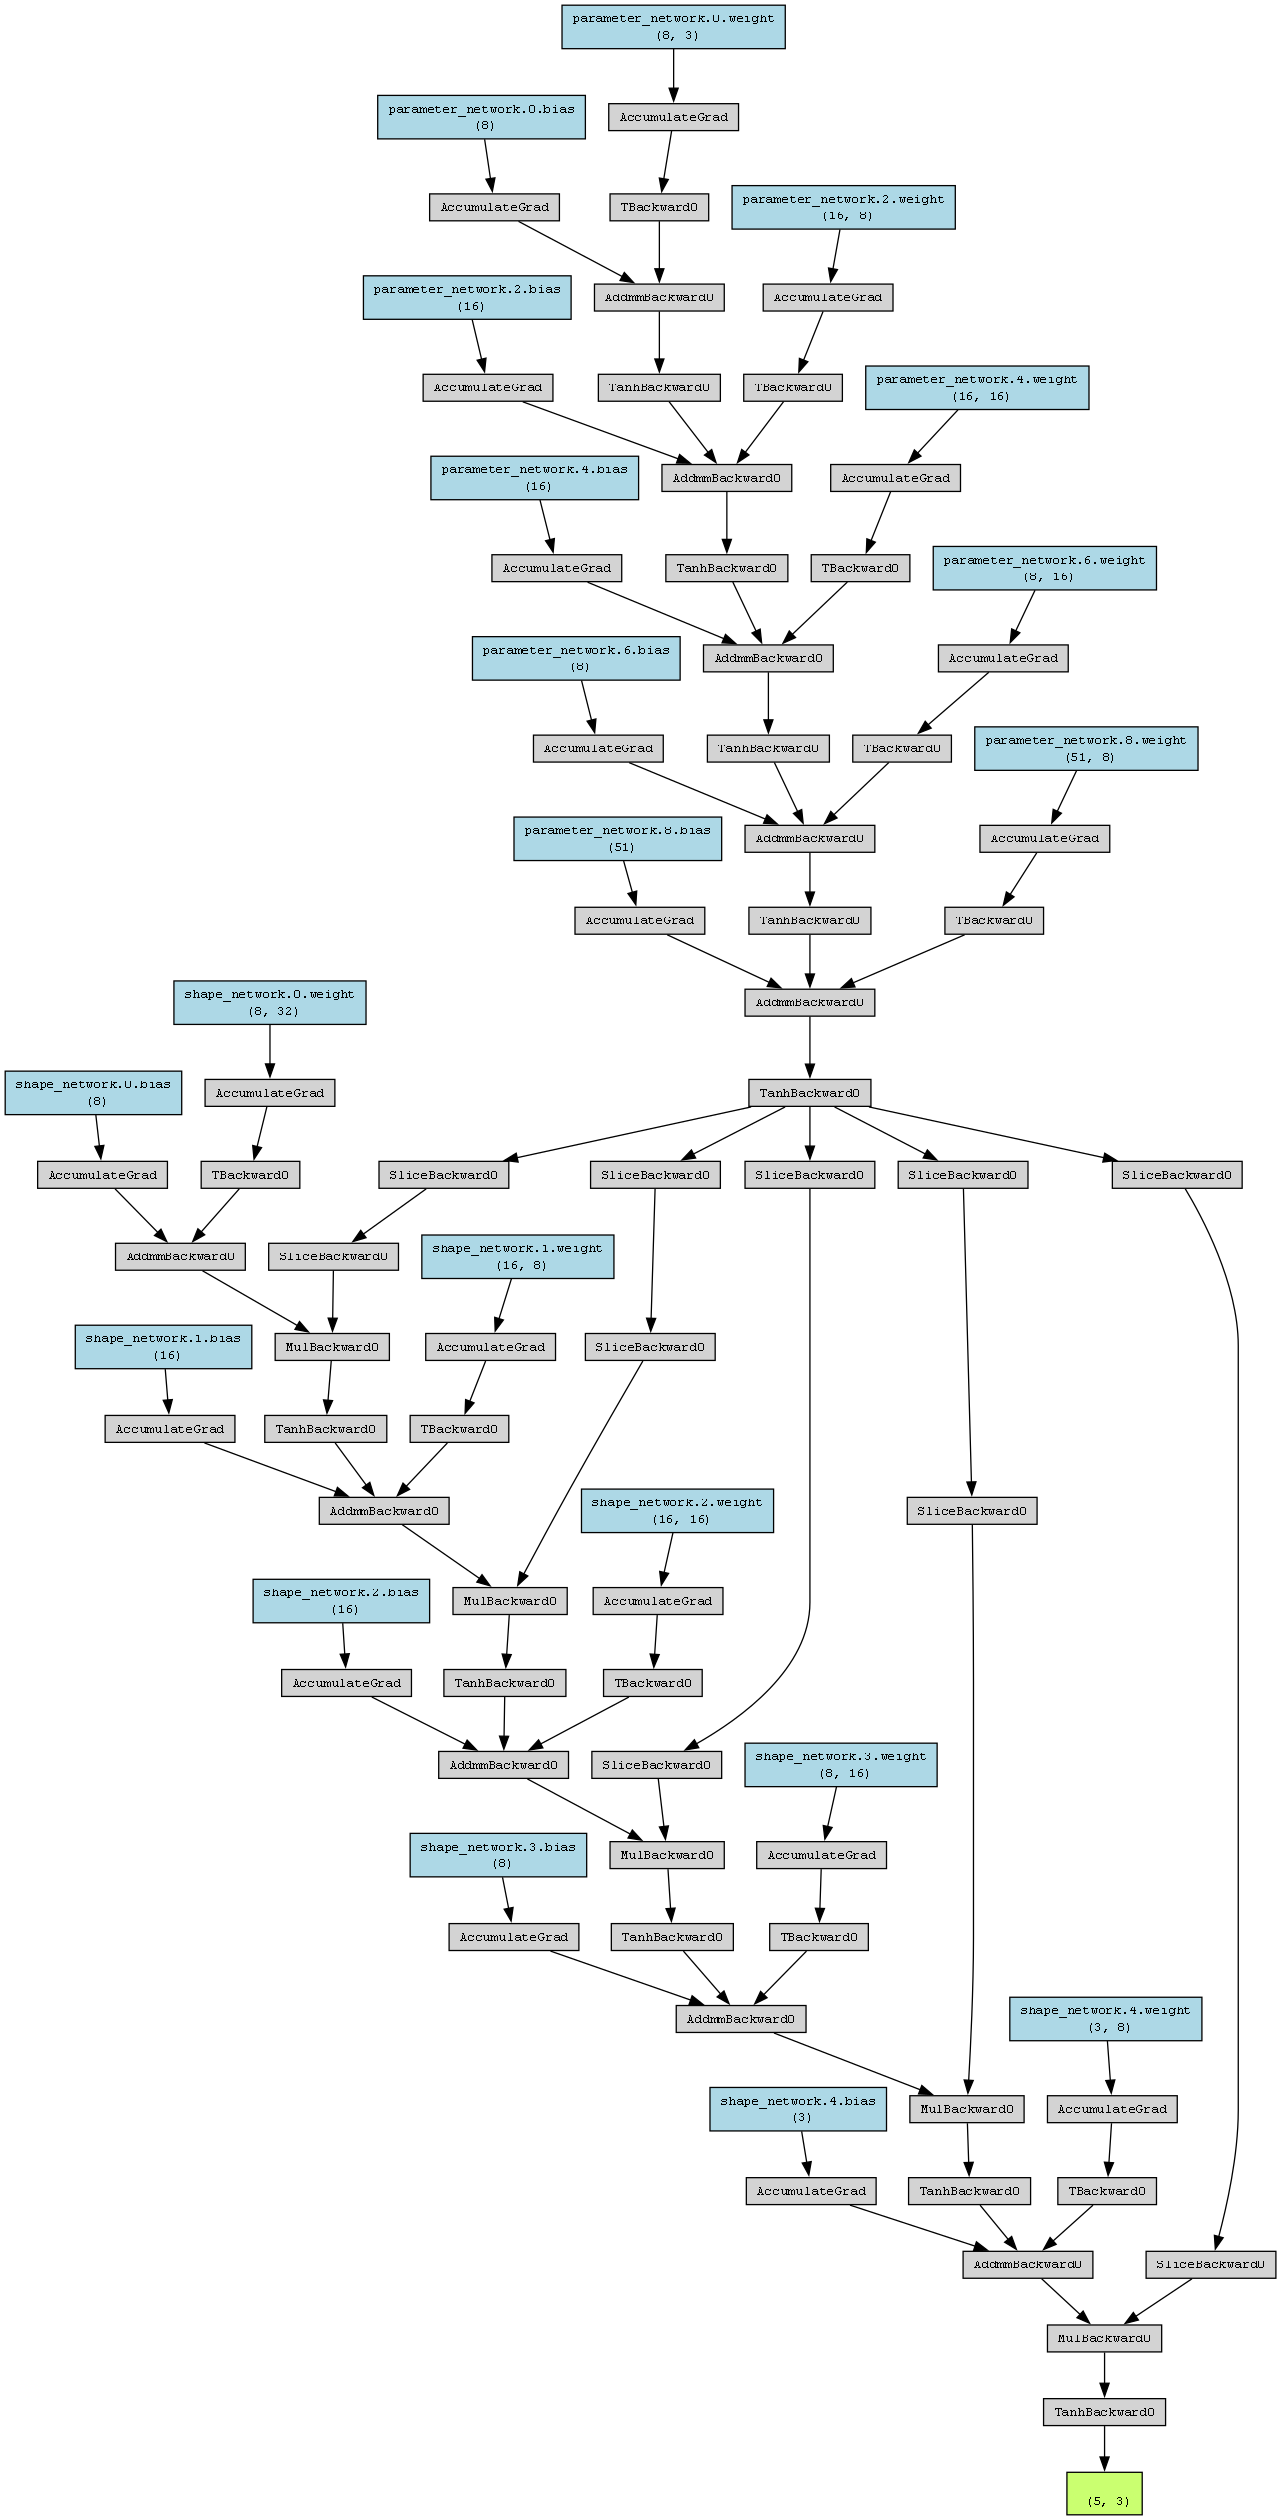 parameter_network.0.weight
(8, 3)
parameter_network.0.bias
(8)
AccumulateGrad
AccumulateGrad
TBackward0
parameter_network.2.weight
(16, 8)
parameter_network.2.bias
(16)
AddmmBackward0
AccumulateGrad
AccumulateGrad
TanhBackward0
TBackward0
parameter_network.4.weight
(16, 16)
parameter_network.4.bias
(16)
AddmmBackward0
AccumulateGrad
AccumulateGrad
TanhBackward0
TBackward0
parameter_network.6.weight
(8, 16)
parameter_network.6.bias
(8)
AddmmBackward0
AccumulateGrad
AccumulateGrad
TanhBackward0
TBackward0
parameter_network.8.weight
(51, 8)
parameter_network.8.bias
(51)
AddmmBackward0
AccumulateGrad
AccumulateGrad
TanhBackward0
TBackward0
shape_network.0.weight
(8, 32)
AddmmBackward0
shape_network.0.bias
(8)
AccumulateGrad
TanhBackward0
AccumulateGrad
TBackward0
SliceBackward0
SliceBackward0
SliceBackward0
SliceBackward0
SliceBackward0
AddmmBackward0
SliceBackward0
shape_network.1.weight
(16, 8)
shape_network.1.bias
(16)
MulBackward0
AccumulateGrad
SliceBackward0
AccumulateGrad
TanhBackward0
TBackward0
AddmmBackward0
shape_network.2.weight
(16, 16)
SliceBackward0
shape_network.2.bias
(16)
MulBackward0
AccumulateGrad
AccumulateGrad
TanhBackward0
TBackward0
AddmmBackward0
SliceBackward0
shape_network.3.weight
(8, 16)
shape_network.3.bias
(8)
MulBackward0
AccumulateGrad
AccumulateGrad
TanhBackward0
TBackward0
AddmmBackward0
shape_network.4.weight
(3, 8)
shape_network.4.bias
(3)
MulBackward0
AccumulateGrad
AccumulateGrad
TanhBackward0
TBackward0
AddmmBackward0
SliceBackward0
MulBackward0
TanhBackward0
(5, 3)